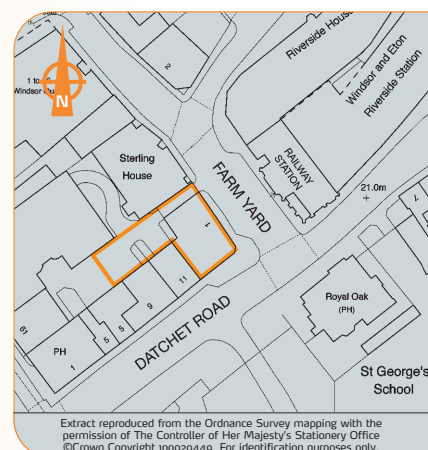 Riverside House
Windsor and Eton
Riverside Station
2
1 to
Windsor
N
Sterling
House
FARM YARD
RAILWAY
STATION
21.0m
7
1
11
9
5
5
61
PH
1
DATCHET ROAD
Royal Oak
(PH)
St George's
School
Extract reproduced from the Ordnance Survey mapping with the
permission of The Controller of Her Majesty's Stationery Office
©Crown Copyright 100020449. For identification purposes only.